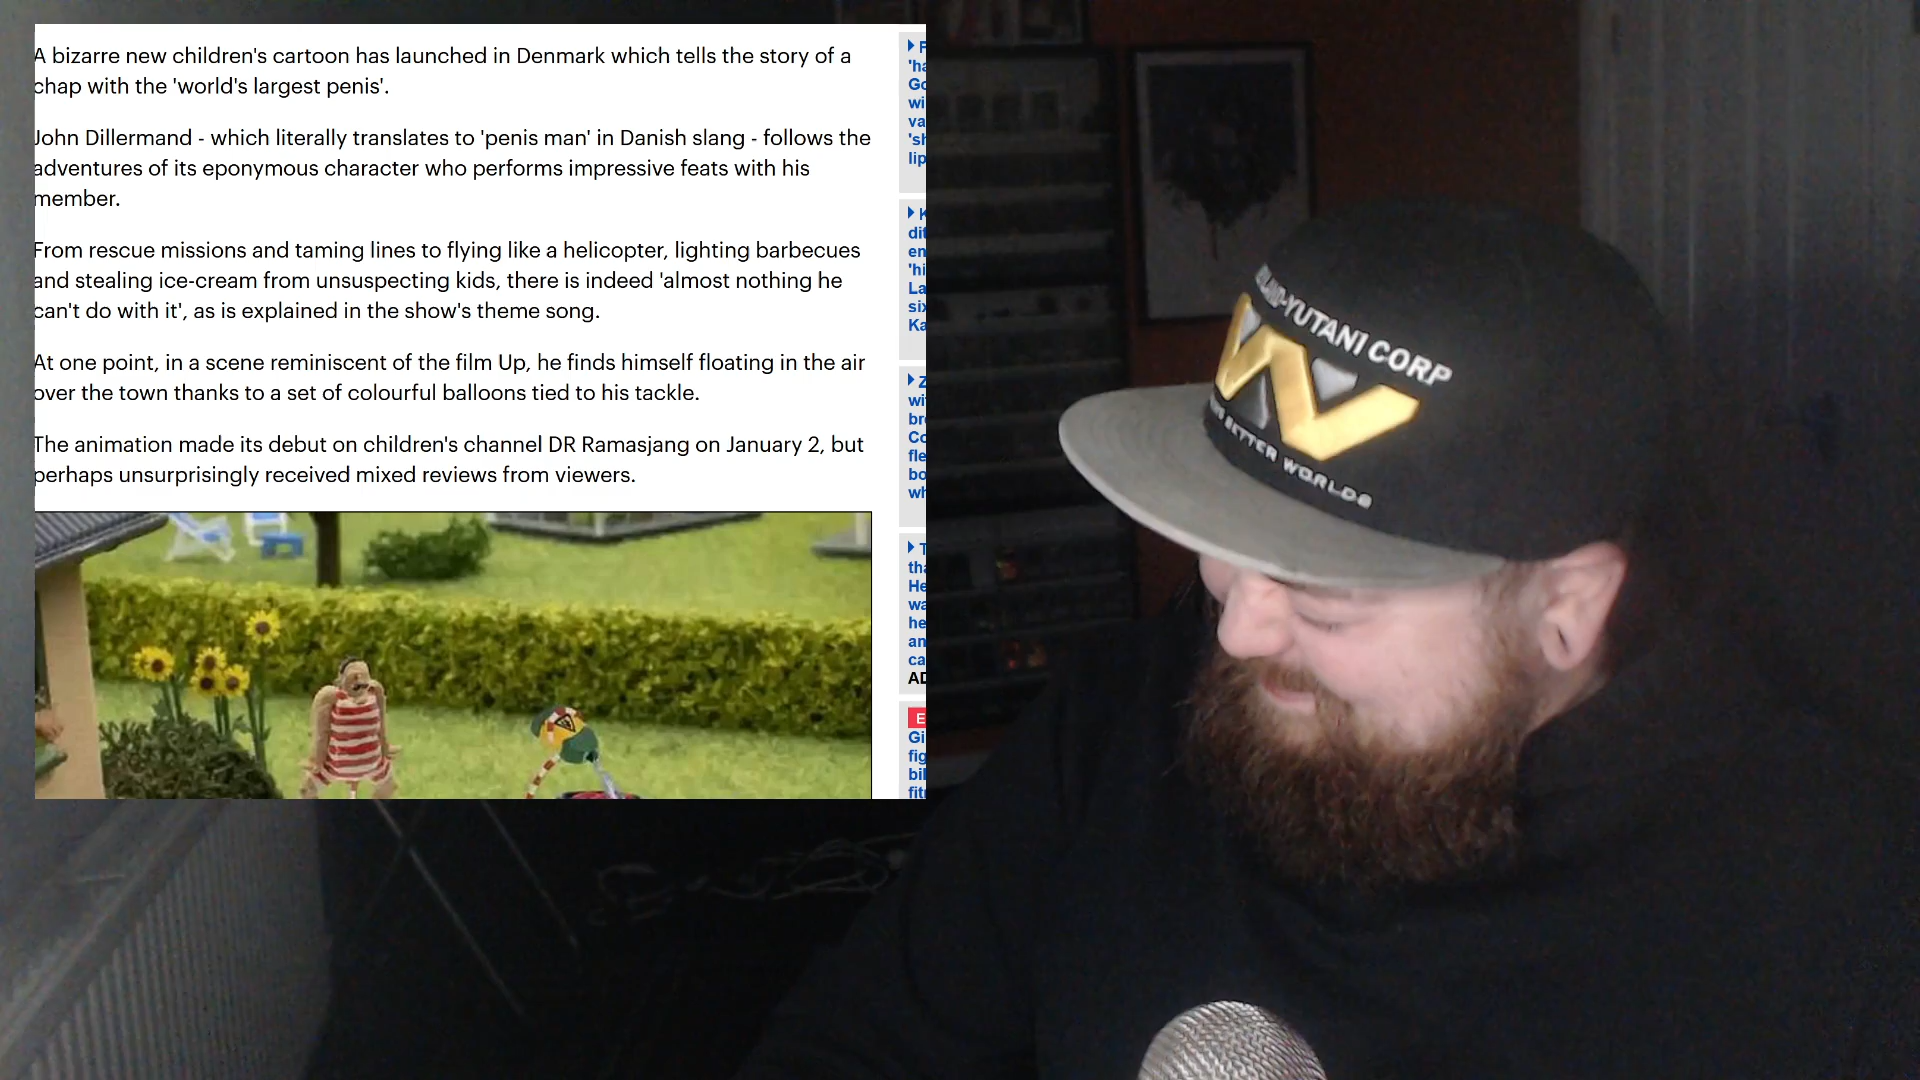 A bizarre new children's cartoon has launched in Denmark which tells the story of a
chap with the 'world's largest penis'.
John Dillermand - which literally translates to 'penis man' in Danish slang - follows the
adventures of its eponymous character who performs impressive feats with his
member.
From rescue missions and taming lines to flying like a helicopter, lighting barbecues
and stealing ice-cream from unsuspecting kids, there is indeed 'almost nothing he
can't do with it', as is explained in the show's theme song.
At one point, in a scene reminiscent of the film Up, he finds himself floating in the air
over the town thanks to a set of colourful balloons tied to his tackle.
The animation made its debut on children's channel DR Ramasjang on January 2, but
perhaps unsurprisingly received mixed reviews from viewers.
-YUTANI CORP
BETTER WORLDS